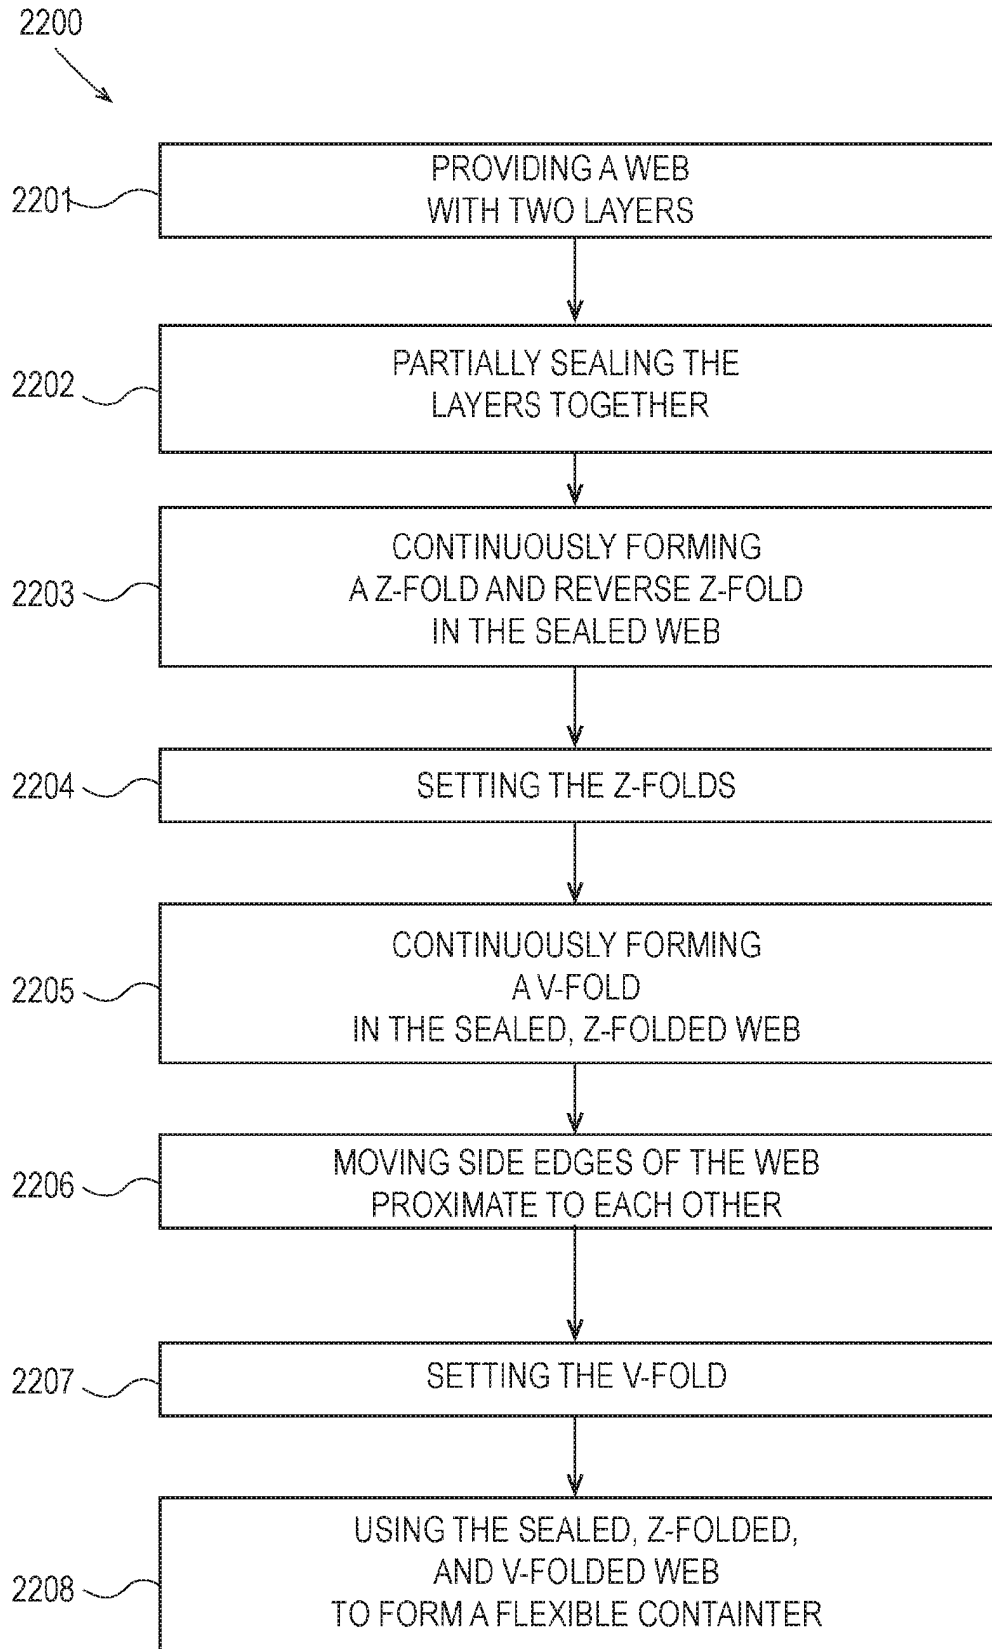 2200
2201
PROVIDING A WEB
WITH TWO LAYERS
2202
PARTIALLY SEALING THE
LAYERS TOGETHER
2203
CONTINUOUSLY FORMING
A Z-FOLD AND REVERSE Z-FOLD
IN THE SEALED WEB
2204
SETTING THE Z-FOLDS
2205
CONTINUOUSLY FORMING
A V-FOLD
IN THE SEALED, Z-FOLDED WEB
2206
MOVING SIDE EDGES OF THE WEB
PROXIMATE TO EACH OTHER
2207
SETTING THE V-FOLD
2208
USING THE SEALED, Z-FOLDED,
AND V-FOLDED WEB
TO FORM A FLEXIBLE CONTAINTER